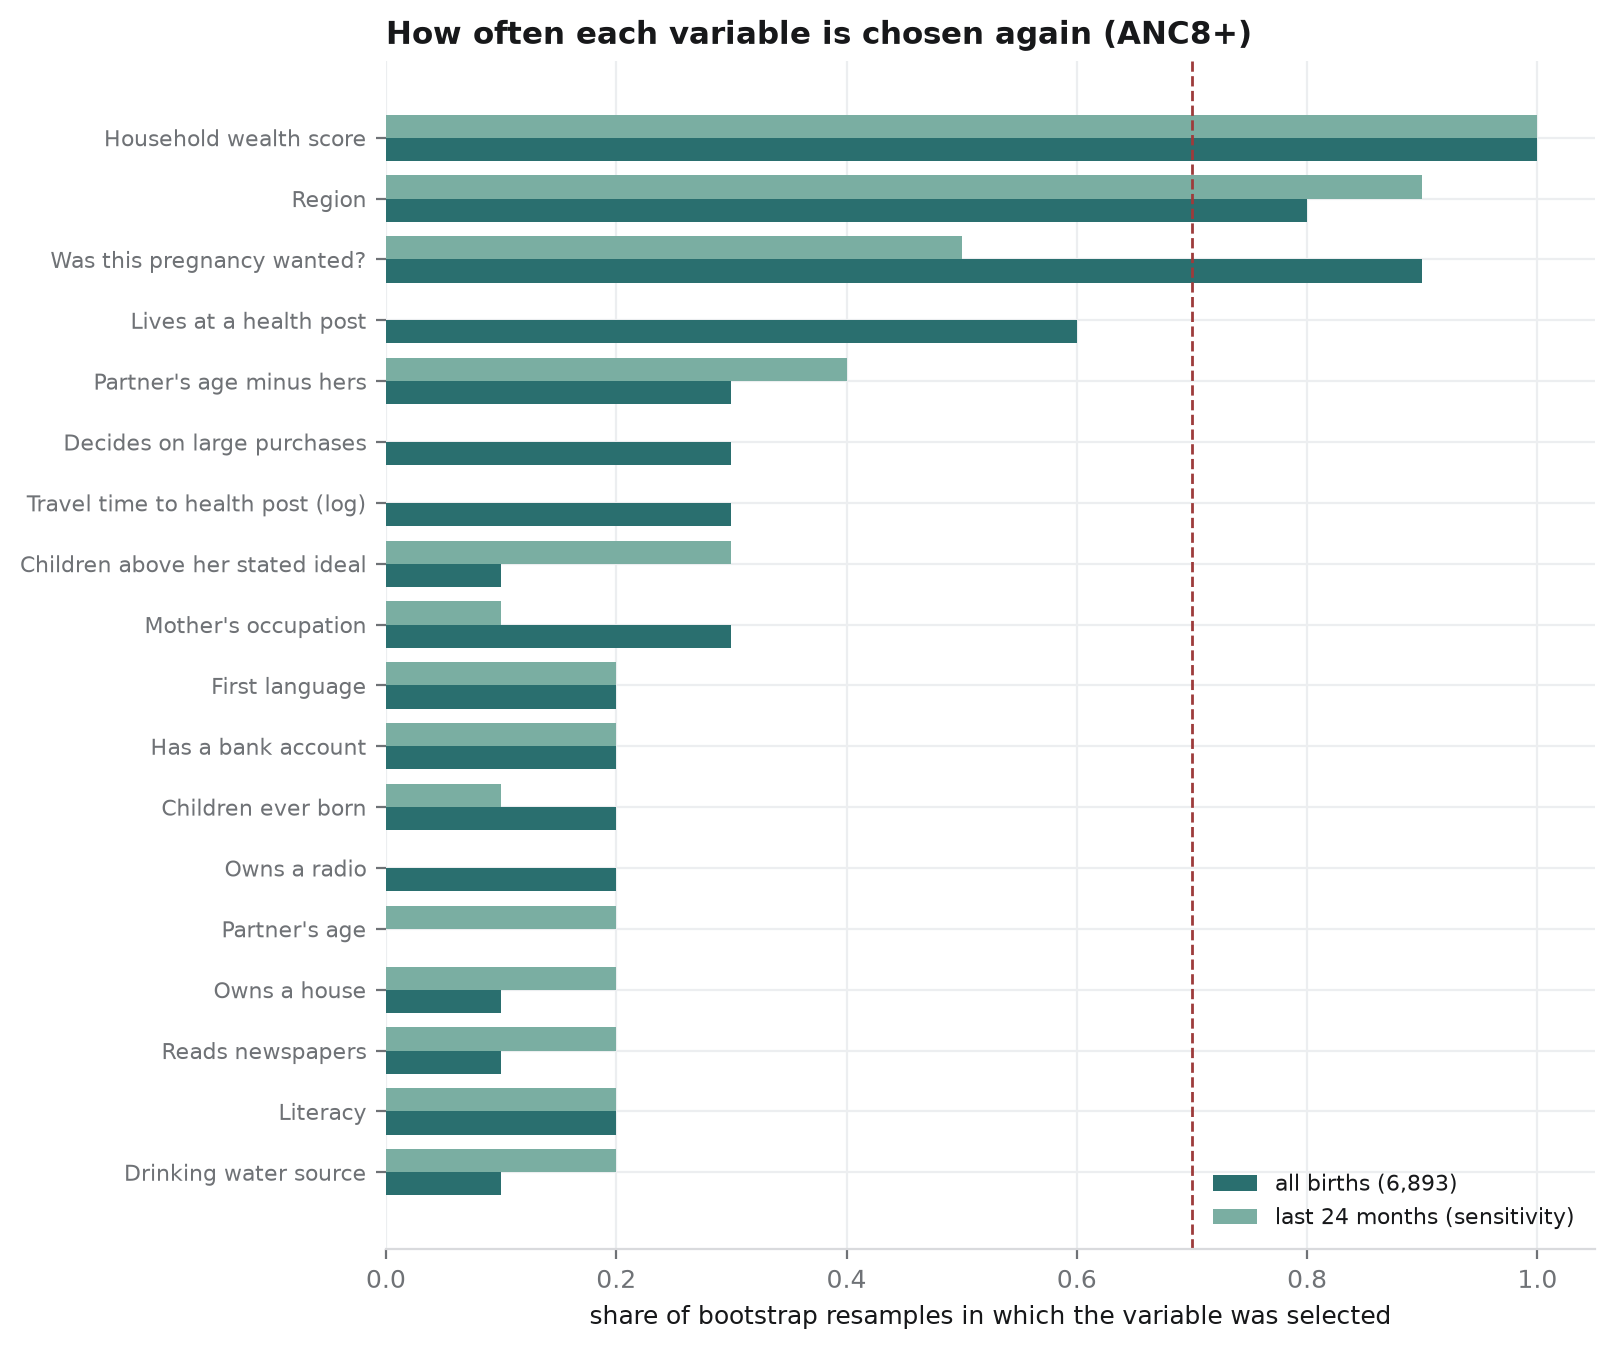 How often each variable is chosen again (ANC8+)
Household wealth score
Region
Was this pregnancy wanted?
Lives at a health post
Partner's age minus hers
Decides on large purchases
Travel time to health post (log)
Children above her stated ideal
Mother's occupation
First language
Has a bank account
Children ever born
Owns a radio
Partner's age
Owns a house
Reads newspapers
Literacy
Drinking water source
all births (6,893)
last 24 months (sensitivity)
0.0 0.2 0.4 0.6 0.8 1.0
share of bootstrap resamples in which the variable was selected